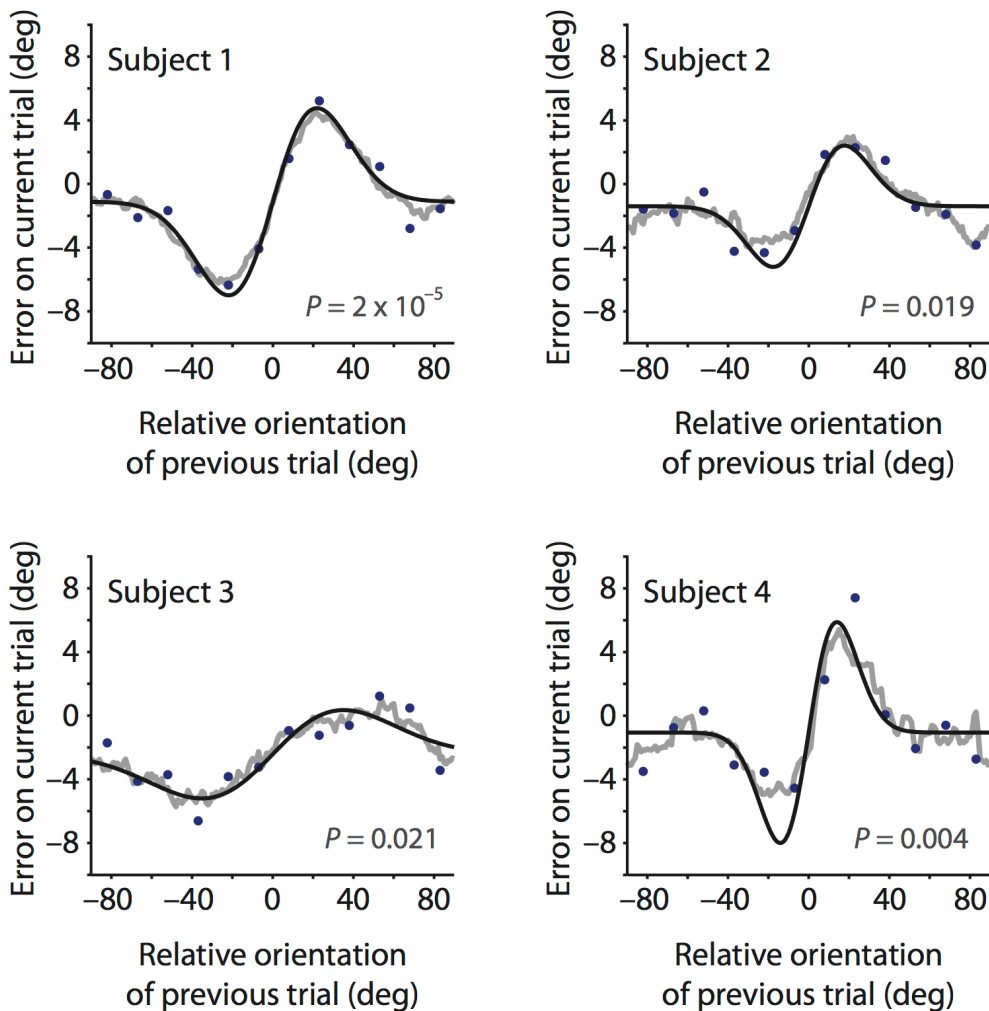 Error on current trial (deg)
8
4
0
−4
−8
Subject 1
P = 2 x 10⁻⁵
−80
−40
0
40
80
Relative orientation
of previous trial (deg)
Error on current trial (deg)
8
4
0
−4
−8
Subject 2
P = 0.019
−80
−40
0
40
80
Relative orientation
of previous trial (deg)
Error on current trial (deg)
8
4
0
−4
−8
Subject 3
P = 0.021
−80
−40
0
40
80
Relative orientation
of previous trial (deg)
Error on current trial (deg)
8
4
0
−4
−8
Subject 4
P = 0.004
−80
−40
0
40
80
Relative orientation
of previous trial (deg)